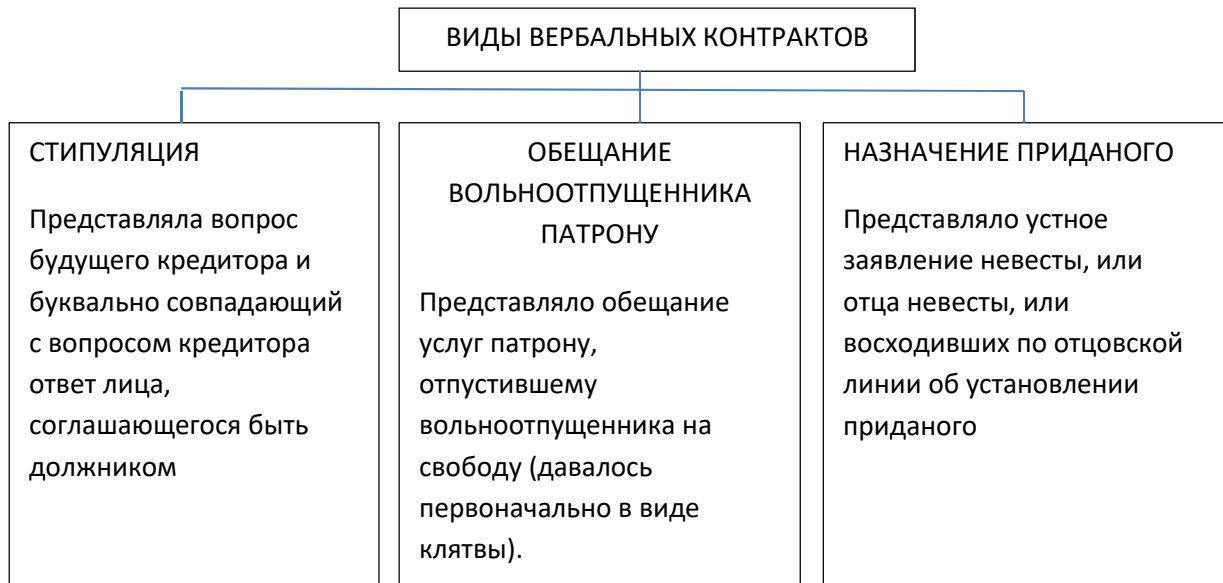 ВИДЫ ВЕРБАЛЬНЫХ КОНТРАКТОВ
СТИПУЛЯЦИЯ
Представляла вопрос
будущего кредитора и
буквально совпадающий
с вопросом кредитора
ответ лица,
соглашающегося быть
должником
ОБЕЩАНИЕ
ВОЛЬНООТПУЩЕННИКА
ПАТРОНУ
Представляло обещание
услуг патрону,
отпустившему
вольноотпущенника на
свободу (давалось
первоначально в виде
клятвы).
НАЗНАЧЕНИЕ ПРИДАНОГО
Представляло устное
заявление невесты, или
отца невесты, или
восходивших по отцовской
линии об установлении
приданого